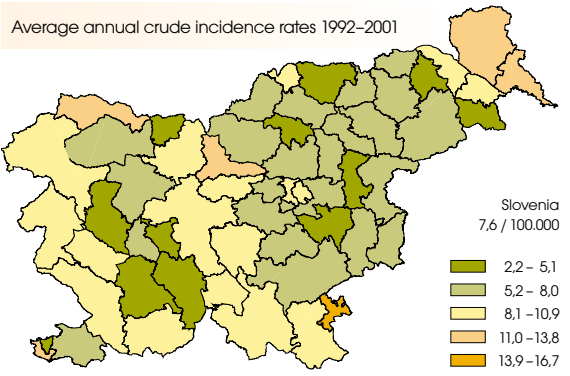 Average annual crude incidence rates 1992–2001
Slovenia
7,6 / 100.000
2,2 – 5,1
5,2 – 8,0
8,1 –10,9
11,0 –13,8
13,9 –16,7